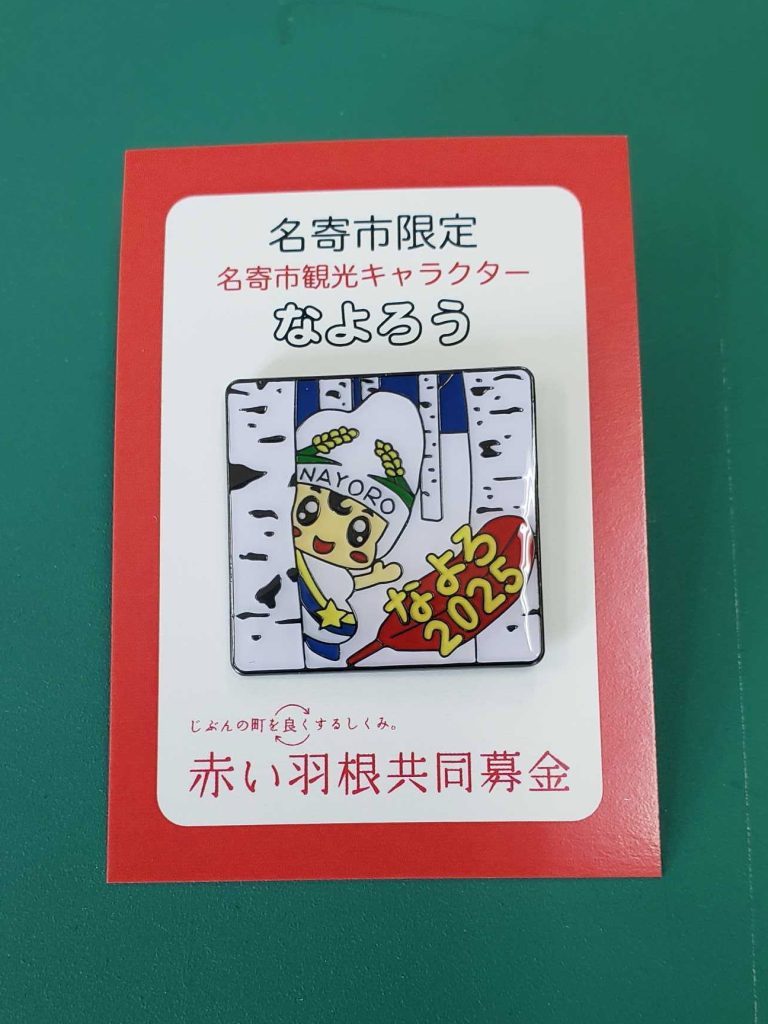 名寄市限定
名寄市観光キャラクター
なよろう
NAYORO
なよろ
2025
じぶんの町を良くするしくみ。
赤い羽根共同募金